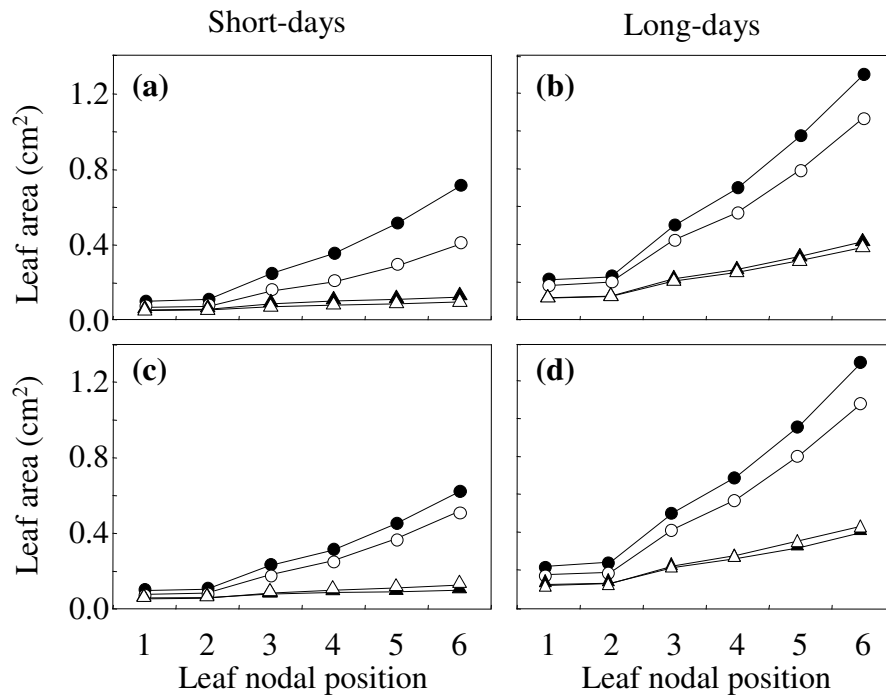 Short-days Long-days
(a) (b)
Leaf area (cm²)
1.2
0.8
0.4
0.0
(c) (d)
Leaf area (cm²)
1.2
0.8
0.4
0.0
1 2 3 4 5 6 1 2 3 4 5 6
Leaf nodal position Leaf nodal position